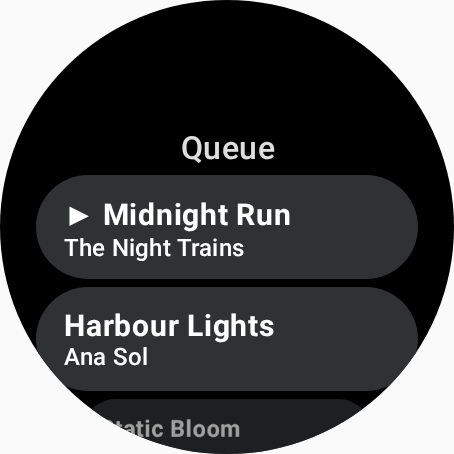 Queue
► Midnight Run
The Night Trains
Harbour Lights
Ana Sol
Bloom